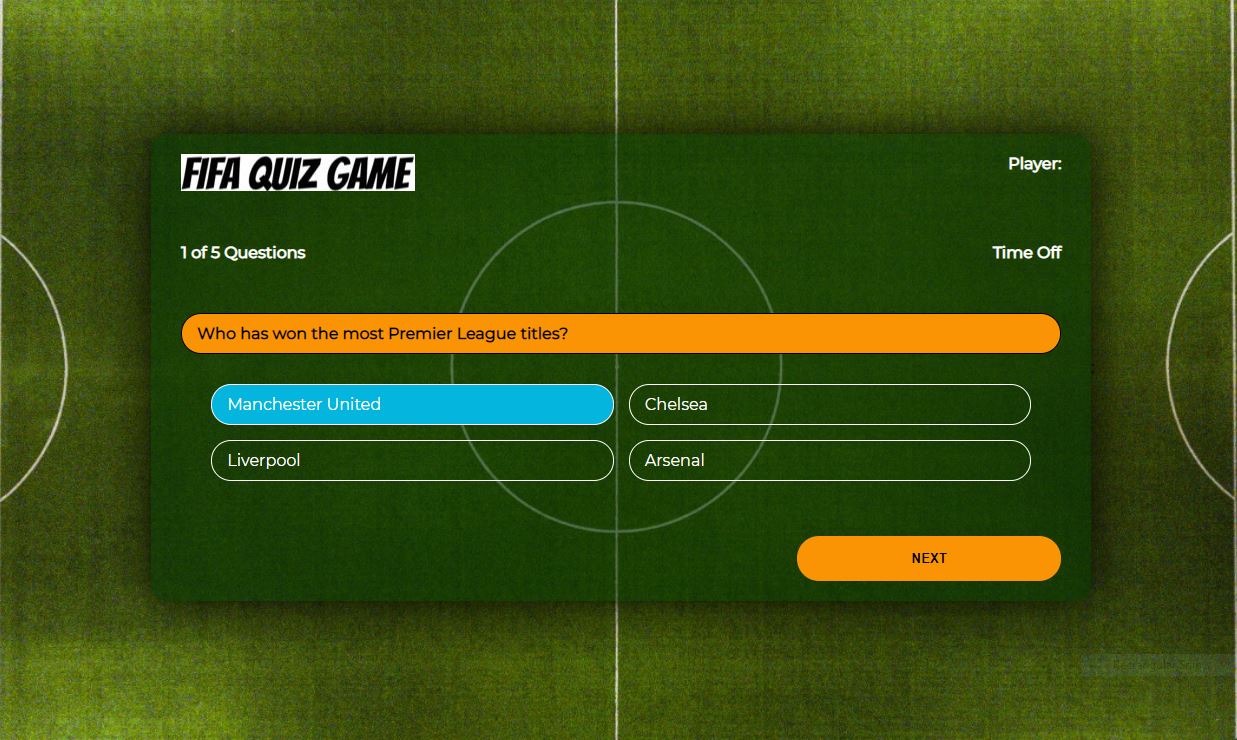 FIFA QUIZ GAME
Player:
1 of 5 Questions
Time Off
Who has won the most Premier League titles?
Manchester United
Chelsea
Liverpool
Arsenal
NEXT